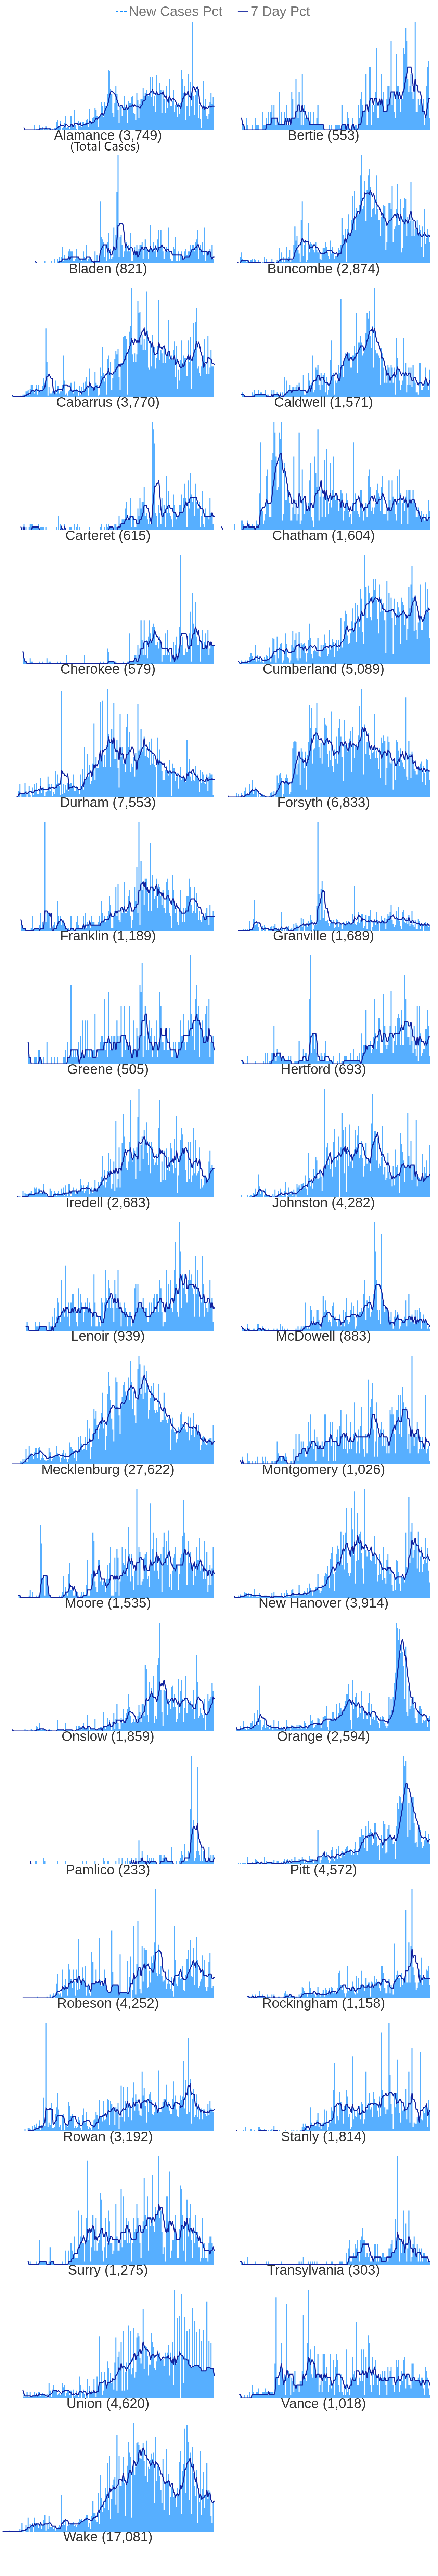 New Cases Pct 7 Day Pct
Alamance (3,749) Bertie (553)
(Total Cases)
Bladen (821) Buncombe (2,874)
Cabarrus (3,770) Caldwell (1,571)
Carteret (615) Chatham (1,604)
Cherokee (579) Cumberland (5,089)
Durham (7,553) Forsyth (6,833)
Franklin (1,189) Granville (1,689)
Greene (505) Hertford (693)
Iredell (2,683) Johnston (4,282)
Lenoir (939) McDowell (883)
Mecklenburg (27,622) Montgomery (1,026)
Moore (1,535) New Hanover (3,914)
Onslow (1,859) Orange (2,594)
Pamlico (233) Pitt (4,572)
Robeson (4,252) Rockingham (1,158)
Rowan (3,192) Stanly (1,814)
Surry (1,275) Transylvania (303)
Union (4,620) Vance (1,018)
Wake (17,081)